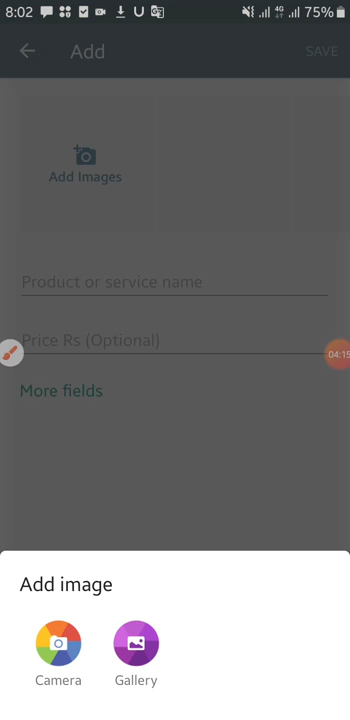 8:02 4G 75%
Add SAVE
Add Images
Product or service name
Price Rs (Optional)
04:15
More fields
Add image
Camera Gallery